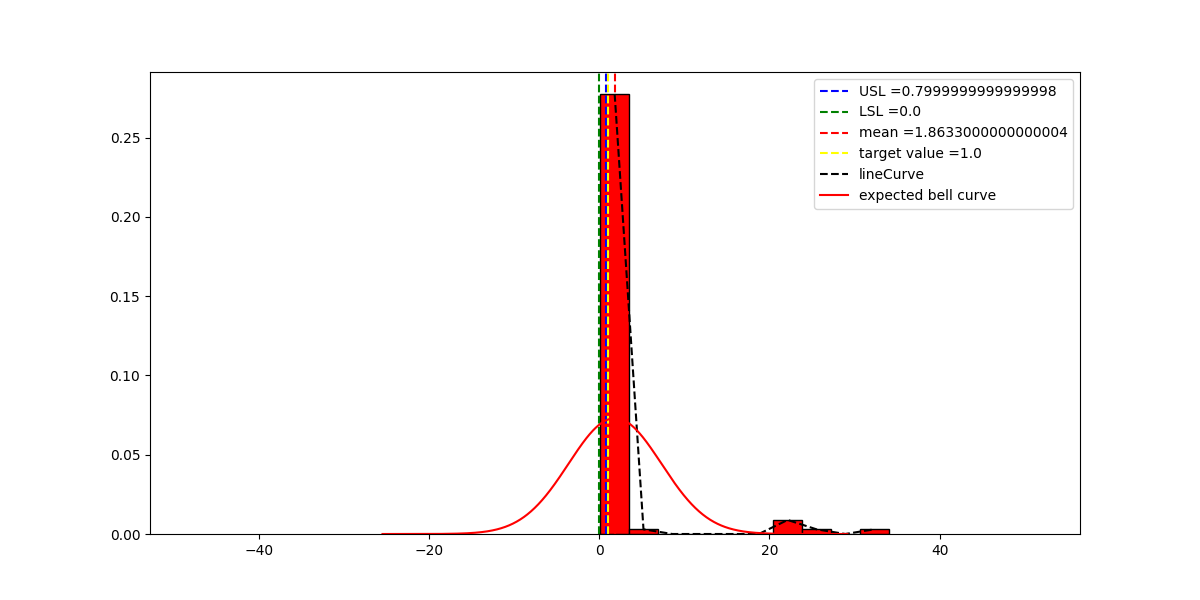 USL =0.7999999999999998
LSL =0.0
mean =1.8633000000000004
target value =1.0
lineCurve
expected bell curve
0.25
0.20
0.15
0.10
0.05
0.00
−40
−20
0
20
40